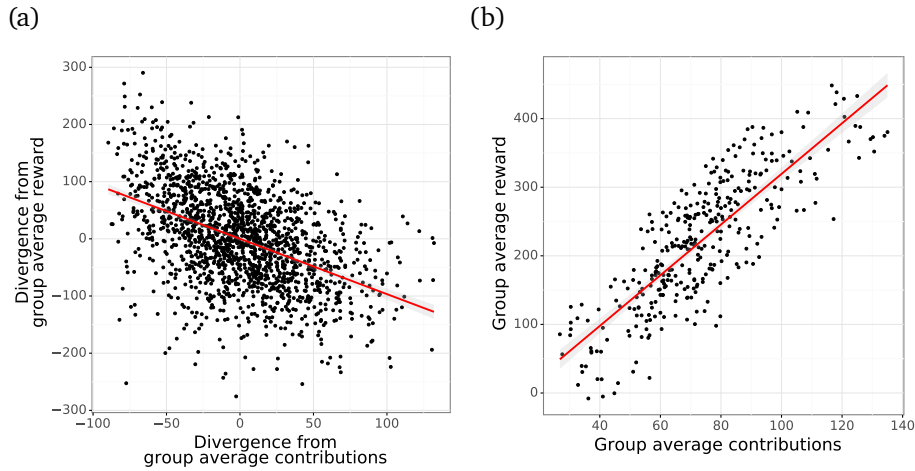 (a)
(b)
300
200
100
0
−100
−200
−300
−100
−50
0
50
100
Divergence from
group average reward
Divergence from
group average contributions
400
300
200
100
0
40
60
80
100
120
140
Group average reward
Group average contributions